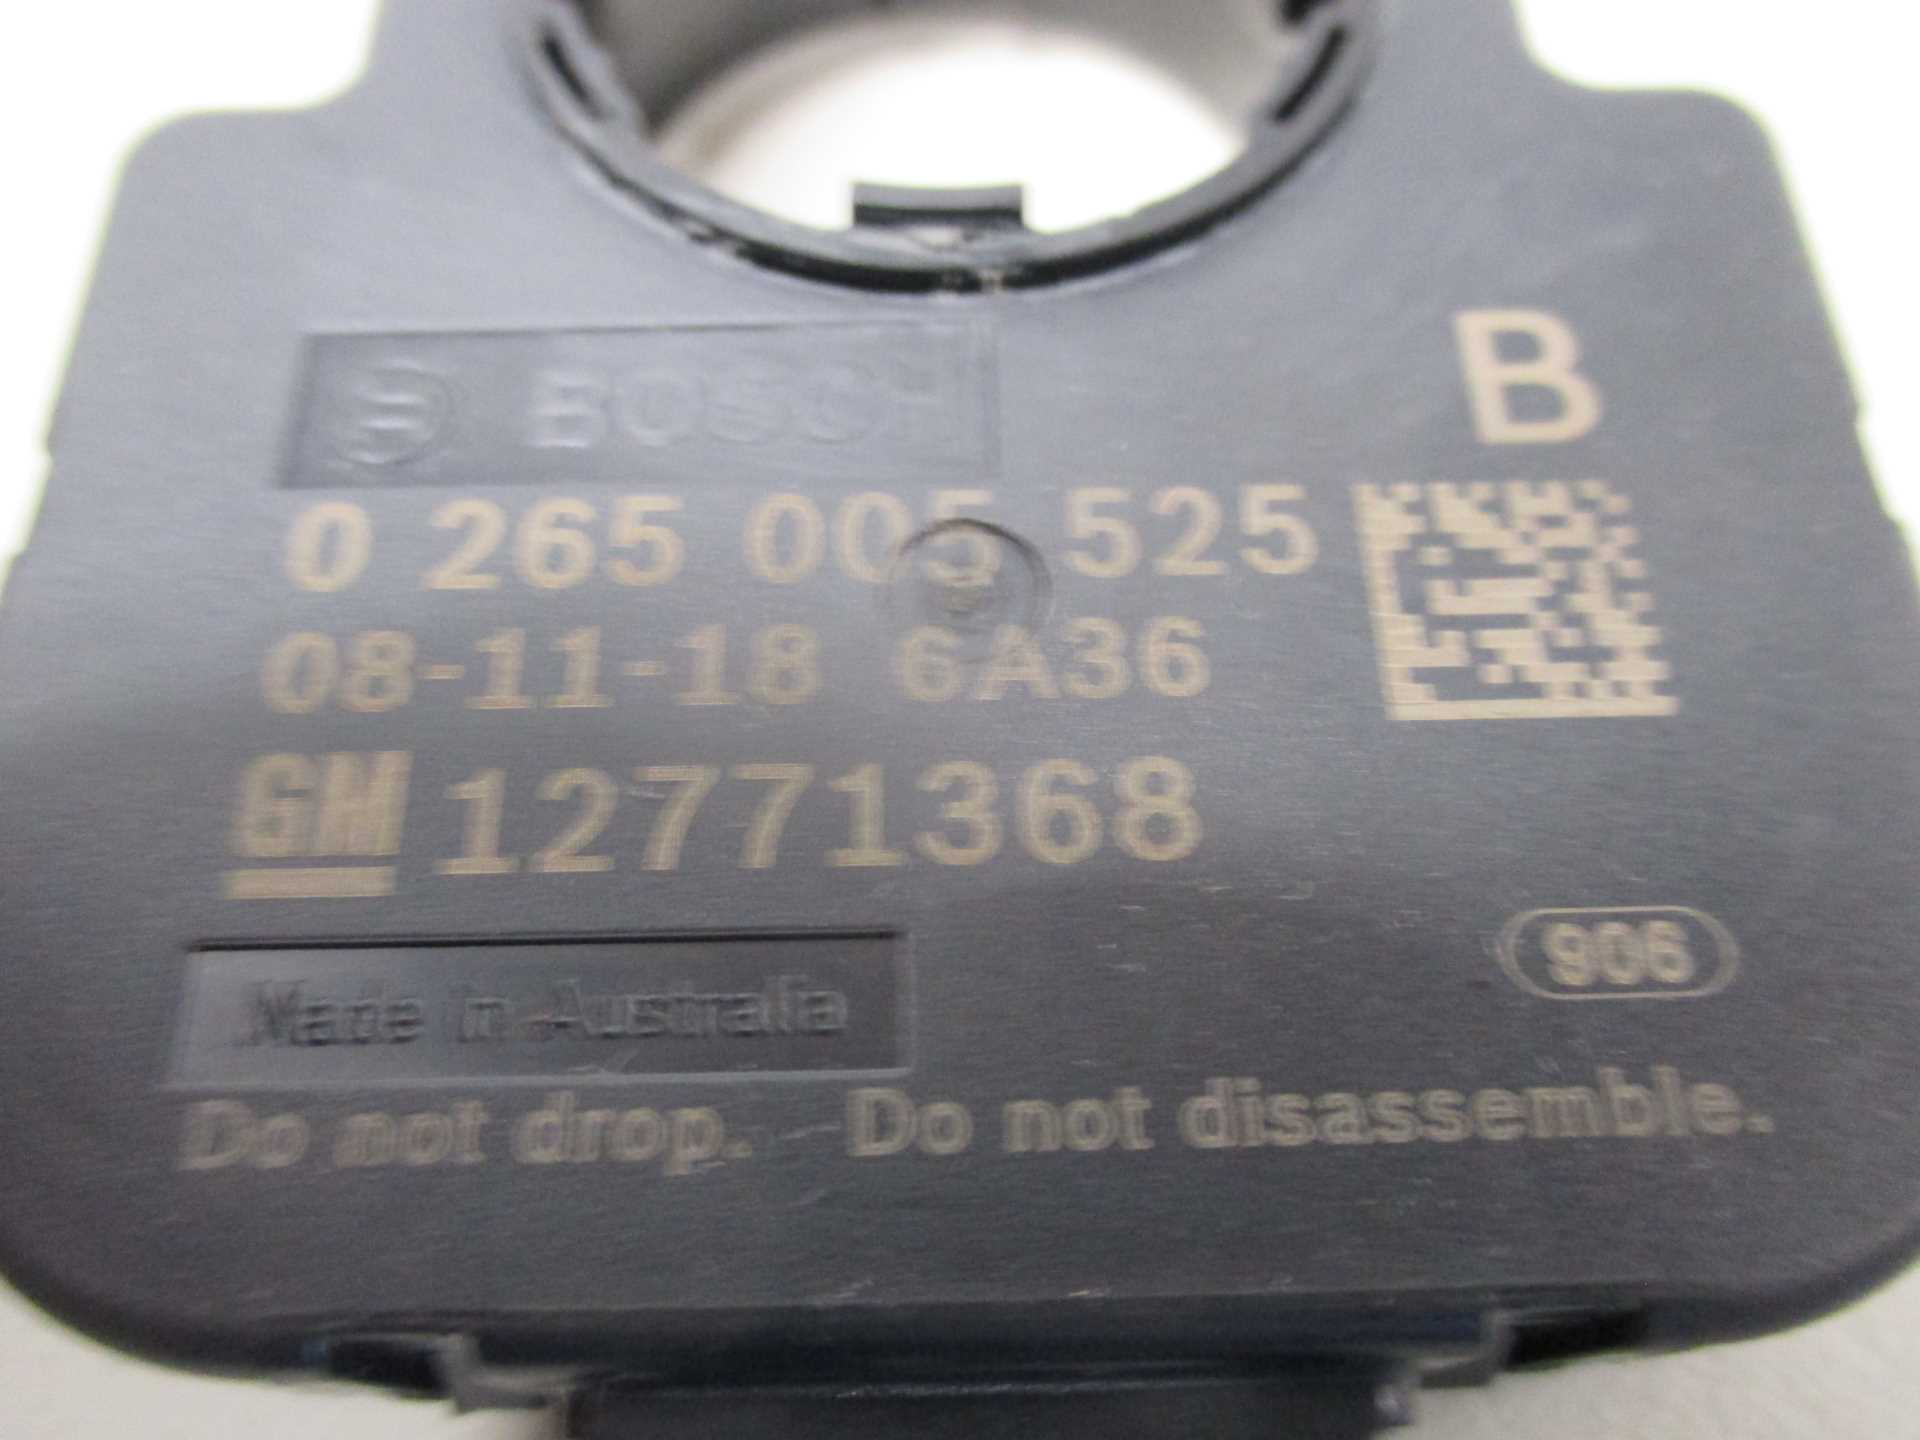 BOSCH
B
0 265 005 525
08-11-18 6A36
GM 12771368
906
Made in Australia
Do not drop. Do not disassemble.